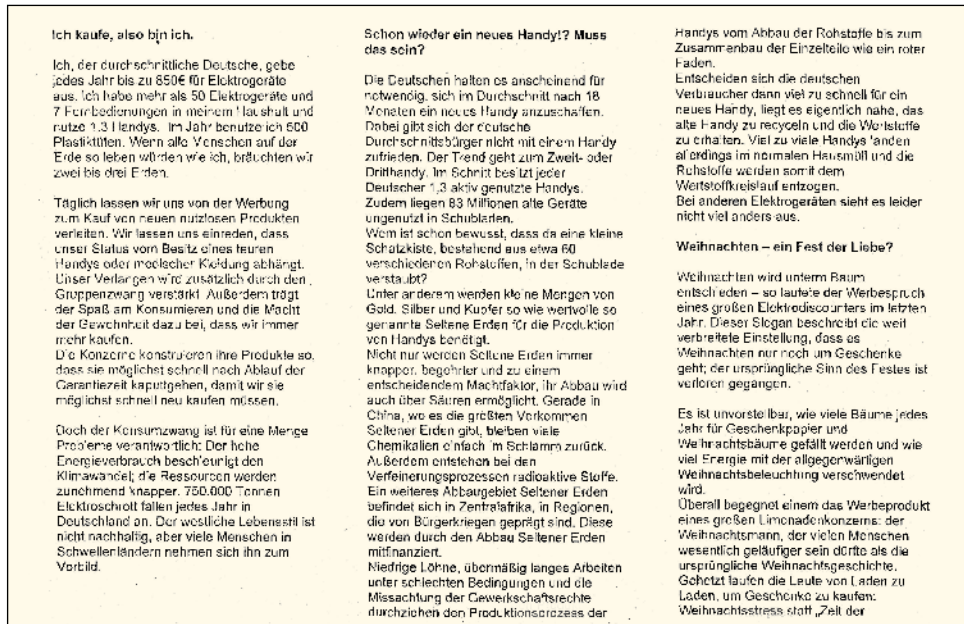 Ich kaufe, also bin ich.
Ich, der durchschnittliche Deutsche, gebe
jedes Jahr bis zu 850€ für Elektrogeräte
aus. Ich habe mehr als 50 Elektrogeräte und
7 Fernbedienungen in meinem Haushalt und
nutze 1,3 Handys. Im Jahr benutze ich 500
Plastiktüten. Wenn alle Menschen auf der
Erde so leben würden wie ich, bräuchten wir
zwei bis drei Erden.
Täglich lassen wir uns von der Werbung
zum Kauf von neuen nutzlosen Produkten
verleiten. Wir lassen uns einreden, dass
unser Status vom Besitz eines teuren
Handys oder modischer Kleidung abhängt.
Unser Verlangen wird zusätzlich durch den
Gruppenzwang verstärkt. Außerdem trägt
der Spaß am Konsumieren und die Macht
der Gewohnheit dazu bei, dass wir immer
mehr kaufen.
Die Konzerne konstruieren ihre Produkte so,
dass sie möglichst schnell nach Ablauf der
Garantiezeit kaputtgehen, damit wir sie
möglichst schnell neu kaufen müssen.
Doch der Konsumzwang ist für eine Menge
Probleme verantwortlich: Der hohe
Energieverbrauch beschleunigt den
Klimawandel; die Ressourcen werden
zunehmend knapper. 750.000 Tonnen
Elektroschrott fallen jedes Jahr in
Deutschland an. Der westliche Lebensstil ist
nicht nachhaltig, aber viele Menschen in
Schwellenländern nehmen sich ihn zum
Vorbild.
Schon wieder ein neues Handy!? Muss
das sein?
Die Deutschen halten es anscheinend für
notwendig, sich im Durchschnitt nach 18
Monaten ein neues Handy anzuschaffen.
Dabei gibt sich der deutsche
Durchschnittsbürger nicht mit einem Handy
zufrieden. Der Trend geht zum Zweit- oder
Dritthandy. Im Schnitt besitzt jeder
Deutscher 1,3 aktiv genutzte Handys.
Zudem liegen 83 Millionen alte Geräte
ungenutzt in Schubladen.
Wem ist schon bewusst, dass da eine kleine
Schatzkiste, bestehend aus etwa 60
verschiedenen Rohstoffen, in der Schublade
verstaubt?
Unter anderem werden kleine Mengen von
Gold, Silber und Kupfer so wie wertvolle so
genannte Seltene Erden für die Produktion
von Handys benötigt.
Nicht nur werden Seltene Erden immer
knapper, begehrter und zu einem
entscheidendem Machtfaktor, ihr Abbau wird
auch über Säuren ermöglicht. Gerade in
China, wo es die größten Vorkommen
Seltener Erden gibt, bleiben viele
Chemikalien einfach im Schlamm zurück.
Außerdem entstehen bei den
Verfeinerungsprozessen radioaktive Stoffe.
Ein weiteres Abbaugebiet Seltener Erden
befindet sich in Zentralafrika, in Regionen,
die von Bürgerkriegen geprägt sind. Diese
werden durch den Abbau Seltener Erden
mitfinanziert.
Niedrige Löhne, übermäßig langes Arbeiten
unter schlechten Bedingungen und die
Missachtung der Gewerkschaftsrechte
durchziehen den Produktionsprozess der
Handys vom Abbau der Rohstoffe bis zum
Zusammenbau der Einzelteile wie ein roter
Faden.
Entscheiden sich die deutschen
Verbraucher dann viel zu schnell für ein
neues Handy, liegt es eigentlich nahe, das
alte Handy zu recyceln und die Wertstoffe
zu erhalten. Viel zu viele Handys landen
allerdings im normalen Hausmüll und die
Rohstoffe werden somit dem
Wertstoffkreislauf entzogen.
Bei anderen Elektrogeräten sieht es leider
nicht viel anders aus.
Weihnachten – ein Fest der Liebe?
Weihnachten wird unterm Baum
entschieden – so lautete der Werbespruch
eines großen Elektrodiscounters im letzten
Jahr. Dieser Slogan beschreibt die weit
verbreitete Einstellung, dass es
Weihnachten nur noch um Geschenke
geht; der ursprüngliche Sinn des Festes ist
verloren gegangen.
Es ist unvorstellbar, wie viele Bäume jedes
Jahr für Geschenkpapier und
Weihnachtsbäume gefällt werden und wie
viel Energie mit der allgegenwärtigen
Weihnachtsbeleuchtung verschwendet
wird.
Überall begegnet einem das Werbeprodukt
eines großen Limonadenkonzerns: der
Weihnachtsmann, der vielen Menschen
wesentlich geläufiger sein dürfte als die
ursprüngliche Weihnachtsgeschichte.
Gehetzt laufen die Leute von Laden zu
Laden, um Geschenke zu kaufen:
Weihnachtsstress statt „Zeit der